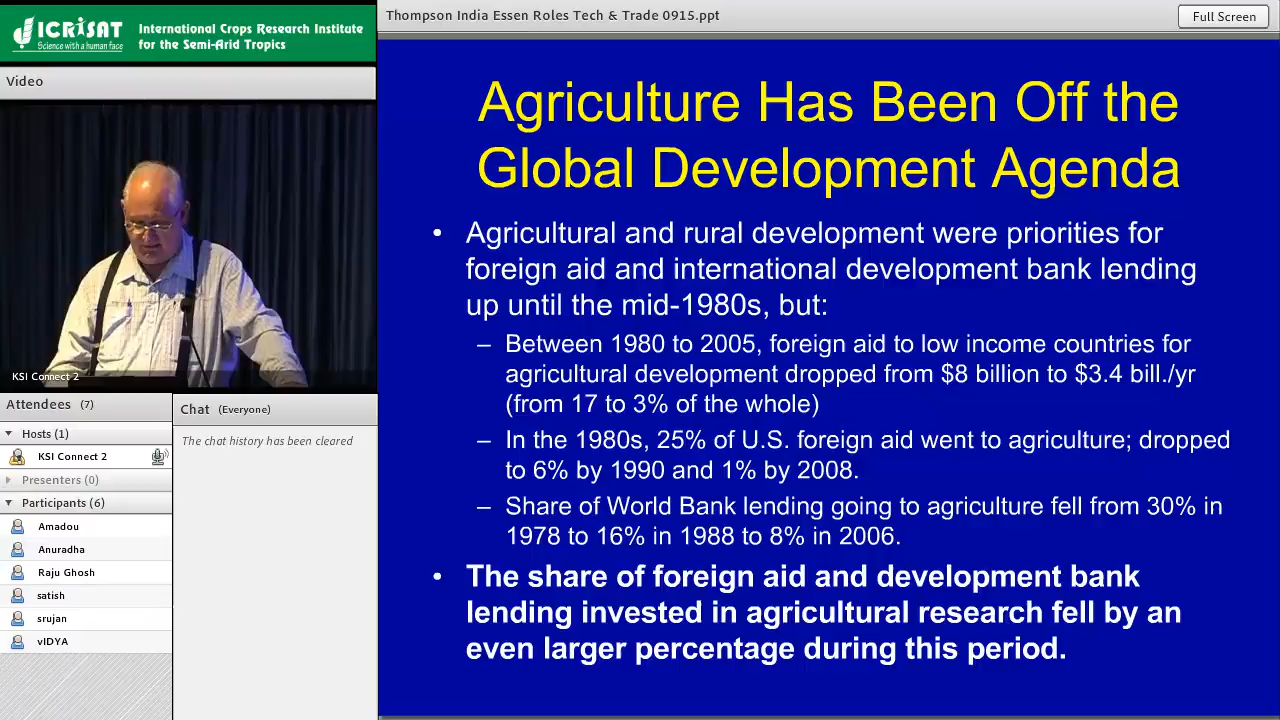 ICRISAT
Science with a human face
International Crops Research Institute
for the Semi-Arid Tropics
Thompson India Essen Roles Tech & Trade 0915.ppt
Full Screen
Video
KSI Connect 2
Attendees (7)
Hosts (1)
KSI Connect 2
Presenters (0)
Participants (6)
Amadou
Anuradha
Raju Ghosh
satish
srujan
vIDYA
Chat (Everyone)
The chat history has been cleared
Agriculture Has Been Off the
Global Development Agenda
• Agricultural and rural development were priorities for
foreign aid and international development bank lending
up until the mid-1980s, but:
– Between 1980 to 2005, foreign aid to low income countries for
agricultural development dropped from $8 billion to $3.4 bill./yr
(from 17 to 3% of the whole)
– In the 1980s, 25% of U.S. foreign aid went to agriculture; dropped
to 6% by 1990 and 1% by 2008.
– Share of World Bank lending going to agriculture fell from 30% in
1978 to 16% in 1988 to 8% in 2006.
• The share of foreign aid and development bank
lending invested in agricultural research fell by an
even larger percentage during this period.